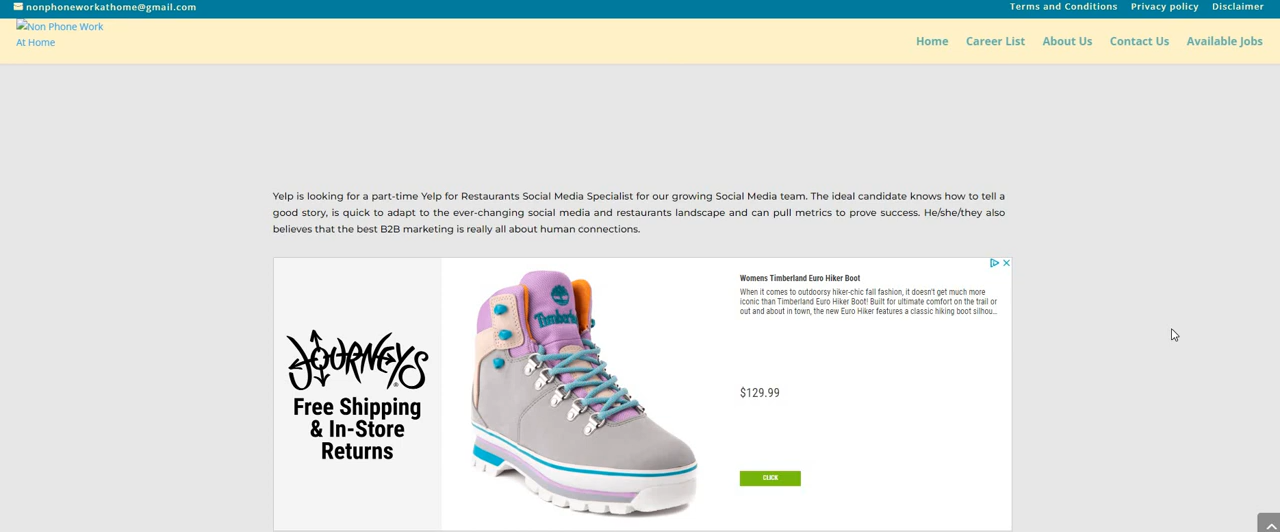 nonphoneworkathome@gmail.com
Terms and Conditions Privacy policy Disclaimer
Non Phone Work
At Home
Home Career List About Us Contact Us Available Jobs
Yelp is looking for a part-time Yelp for Restaurants Social Media Specialist for our growing Social Media team. The ideal candidate knows how to tell a
good story, is quick to adapt to the ever-changing social media and restaurants landscape and can pull metrics to prove success. He/she/they also
believes that the best B2B marketing is really all about human connections.
JOURNEYS
Free Shipping
& In-Store
Returns
Timberland
Womens Timberland Euro Hiker Boot
When it comes to outdoorsy hiker-chic fall fashion, it doesn't get much more
iconic than Timberland Euro Hiker Boot! Built for ultimate comfort on the trail or
out and about in town, the new Euro Hiker features a classic hiking boot silhou...
$129.99
CLICK